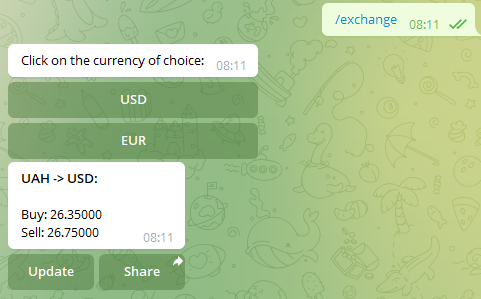 /exchange 08:11
Click on the currency of choice: 08:11
USD
EUR
UAH -> USD:
Buy: 26.35000
Sell: 26.75000
08:11
Update
Share